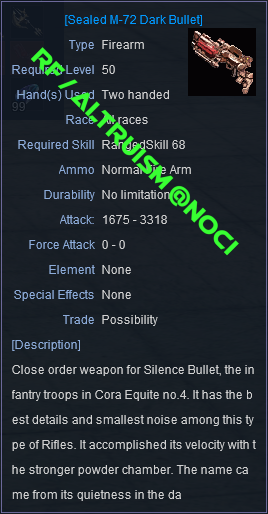 [Sealed M-72 Dark Bullet]
Type Firearm
Required Level 50
99
Hand(s) Used Two handed
Race All races
Required Skill RangedSkill 68
Ammo Normal Fire Arm
Durability No limitation
Attack: 1675 - 3318
Force Attack 0 - 0
Element None
Special Effects None
Trade Possibility
RF / ALTRUISM @NOCI
[Description]
Close order weapon for Silence Bullet, the in
fantry troops in Cora Equite no.4. It has the b
est details and smallest noise among this ty
pe of Rifles. It accomplished its velocity with t
he stronger powder chamber. The name ca
me from its quietness in the da